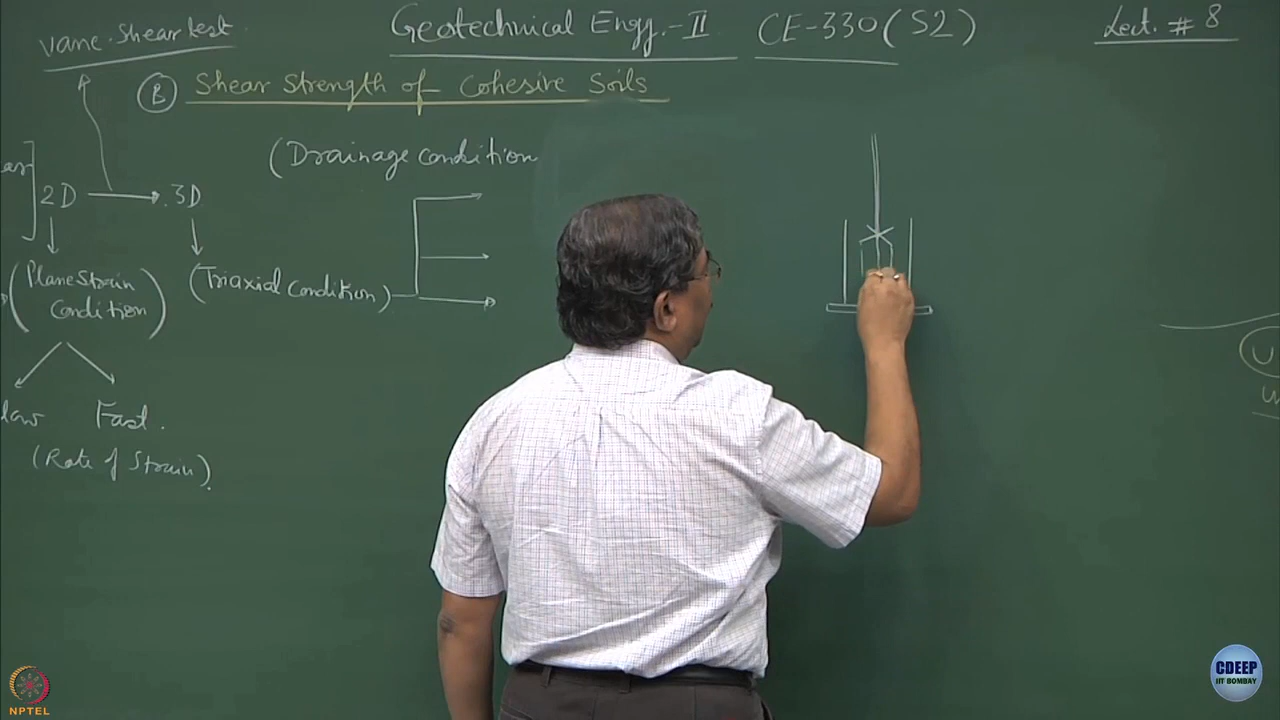 Vane-Shear test
Geotechnical Engg.-II CE-330 (S2)
Lect. # 8
B Shear Strength of Cohesive Soils
(Drainage condition
2D 3D
(Plane Strain Condition)
(Triaxial Condition)
Fast.
(Rate of Strain).
NPTEL
CDEEP
IIT BOMBAY